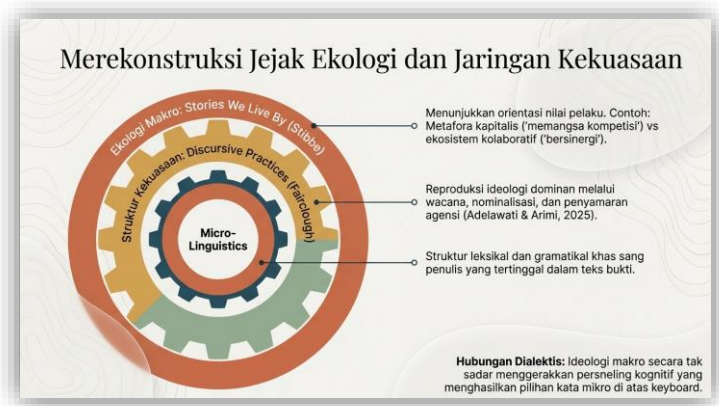 Merekonstruksi Jejak Ekologi dan Jaringan Kekuasaan
Ekologi Makro: Stories We Live By (Stibbe)
Struktur Kekuasaan: Discursive Practices (Fairclough)
Micro-
Linguistics
Menunjukkan orientasi nilai pelaku. Contoh:
Metafora kapitalis ('memangsa kompetisi') vs
ekosistem kolaboratif ('bersinergi').
Reproduksi ideologi dominan melalui
wacana, nominalisasi, dan penyamaran
agensi (Adelawati & Arimi, 2025).
Struktur leksikal dan gramatikal khas sang
penulis yang tertinggal dalam teks bukti.
Hubungan Dialektis: Ideologi makro secara tak
sadar menggerakkan persneling kognitif yang
menghasilkan pilihan kata mikro di atas keyboard.